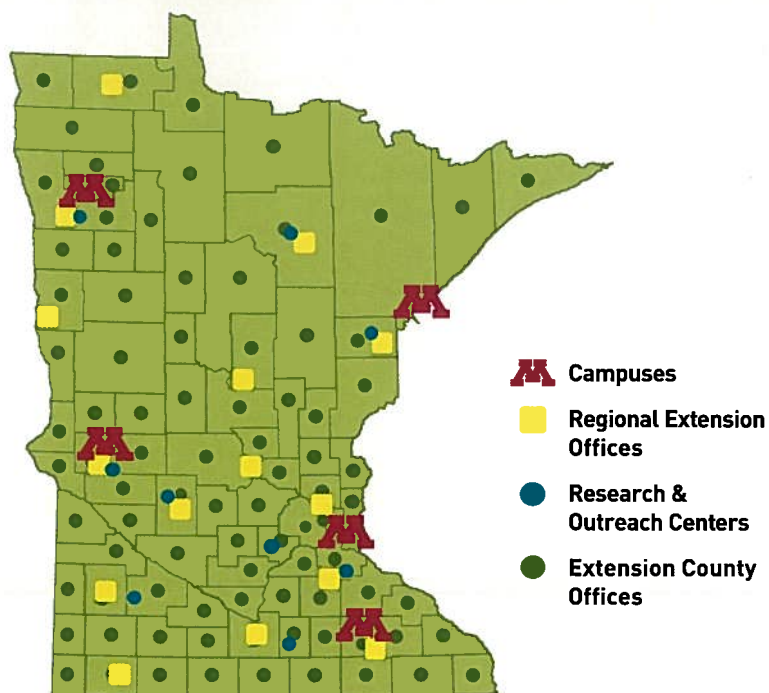 Campuses
Regional Extension
Offices
Research &
Outreach Centers
Extension County
Offices